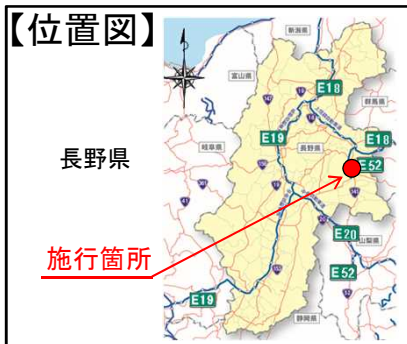 【位置図】
新潟県
富山県
E18
群馬県
E19
E18
長野県
岐阜県
長野県
E52
E20
山梨県
施行箇所
E52
E19
静岡県